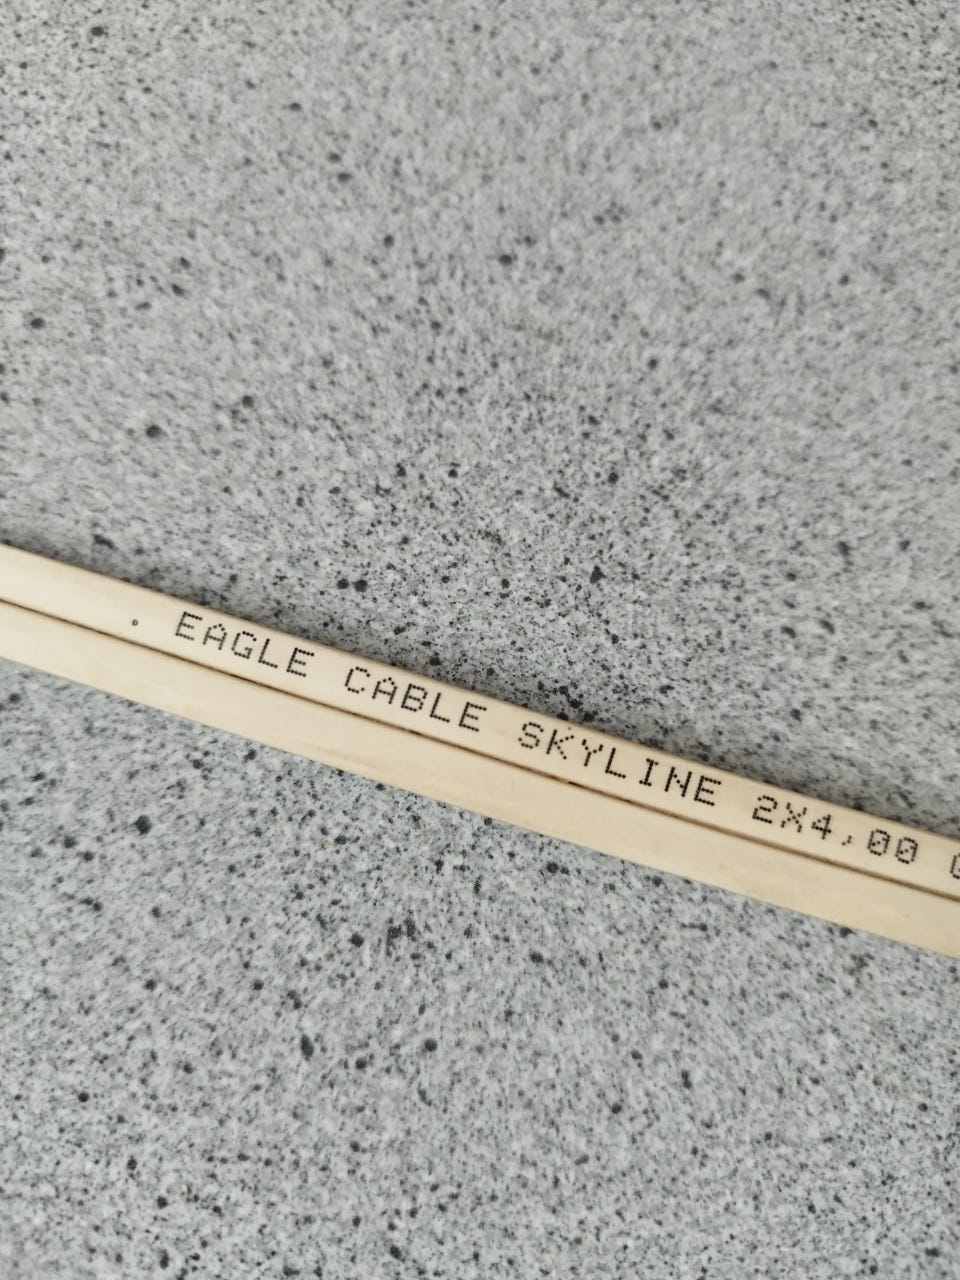 . EAGLE CABLE SKYLINE 2X4,00